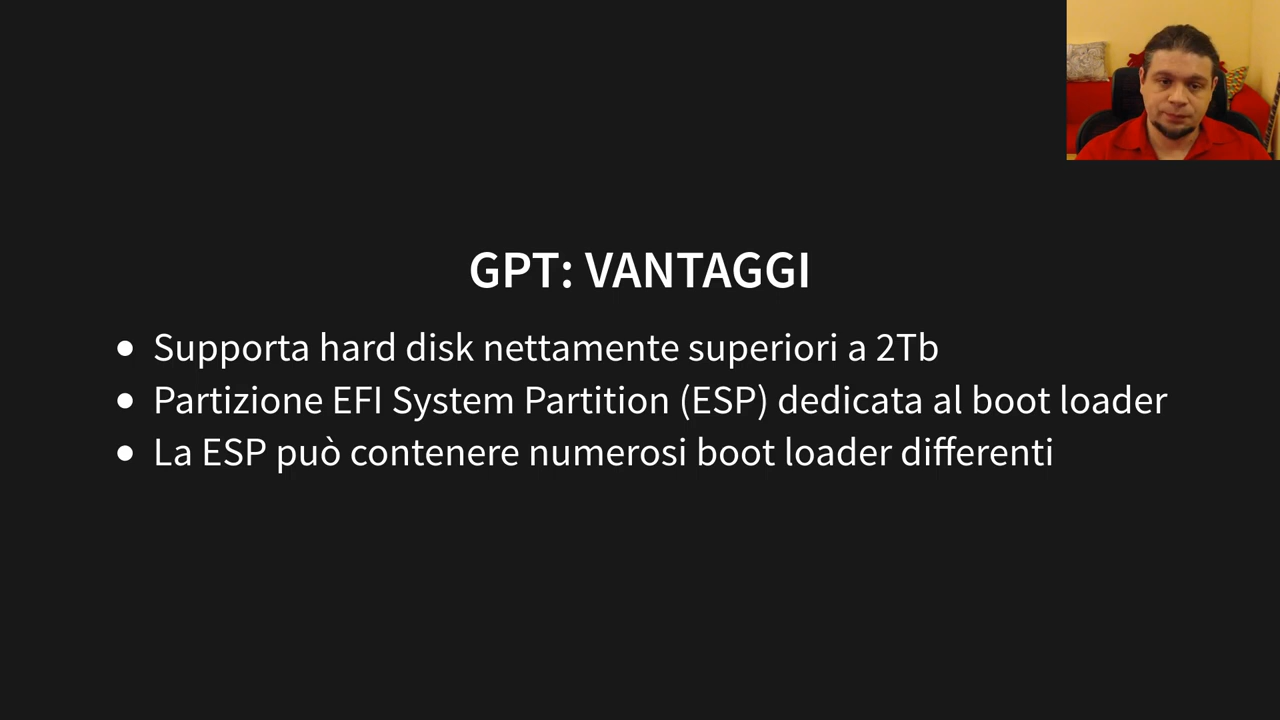 GPT: VANTAGGI
Supporta hard disk nettamente superiori a 2Tb
Partizione EFI System Partition (ESP) dedicata al boot loader
La ESP può contenere numerosi boot loader differenti